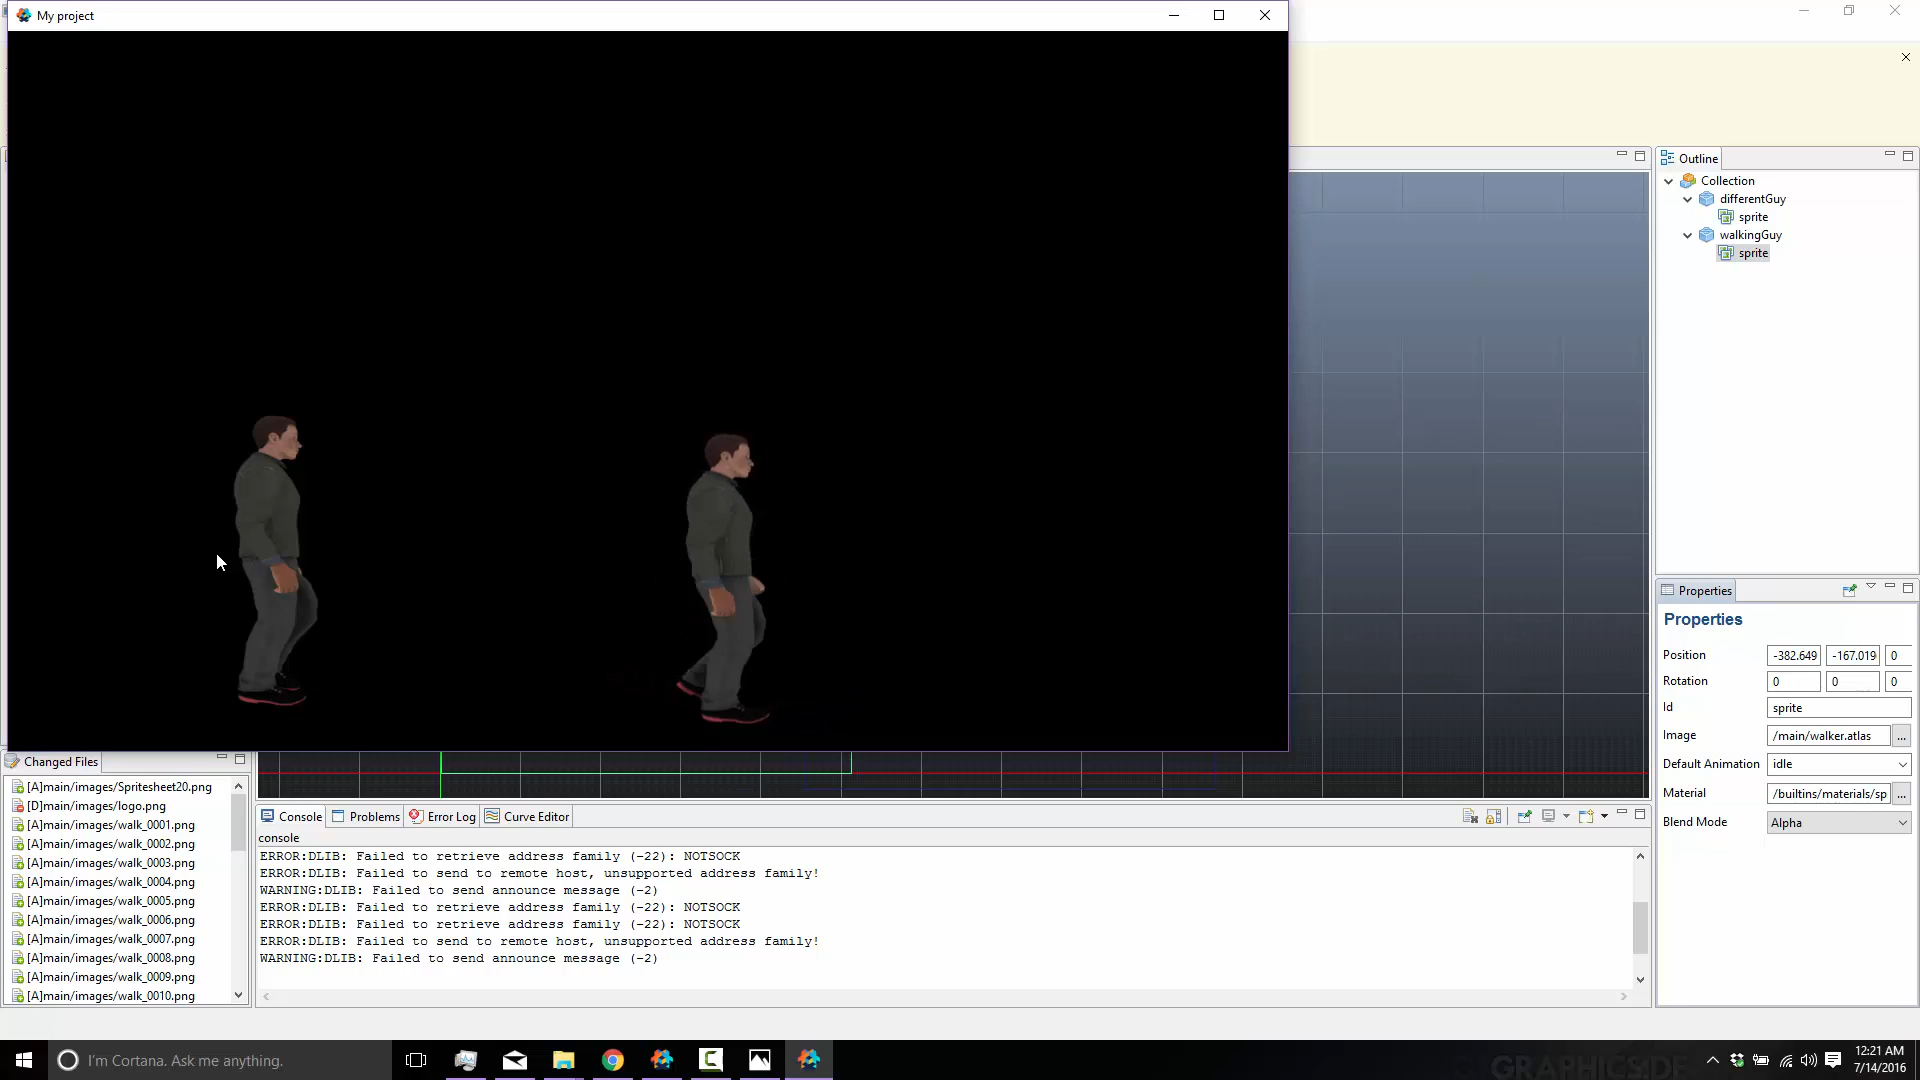 My project
Outline
Collection
differentGuy
sprite
walkingGuy
sprite
Properties
Properties
Position -382.649 -167.019 0
Rotation 0 0 0
Id sprite
Image /main/walker.atlas ...
Default Animation idle
Material /builtins/materials/sp ...
Blend Mode Alpha
Changed Files
[A]main/images/Spritesheet20.png
[D]main/images/logo.png
[A]main/images/walk_0001.png
[A]main/images/walk_0002.png
[A]main/images/walk_0003.png
[A]main/images/walk_0004.png
[A]main/images/walk_0005.png
[A]main/images/walk_0006.png
[A]main/images/walk_0007.png
[A]main/images/walk_0008.png
[A]main/images/walk_0009.png
[A]main/images/walk_0010.png
Console Problems Error Log Curve Editor
console
ERROR:DLIB: Failed to retrieve address family (-22): NOTSOCK
ERROR:DLIB: Failed to send to remote host, unsupported address family!
WARNING:DLIB: Failed to send announce message (-2)
ERROR:DLIB: Failed to retrieve address family (-22): NOTSOCK
ERROR:DLIB: Failed to retrieve address family (-22): NOTSOCK
ERROR:DLIB: Failed to send to remote host, unsupported address family!
WARNING:DLIB: Failed to send announce message (-2)
I'm Cortana. Ask me anything.
GRAPHICS.DE
12:21 AM
7/14/2016